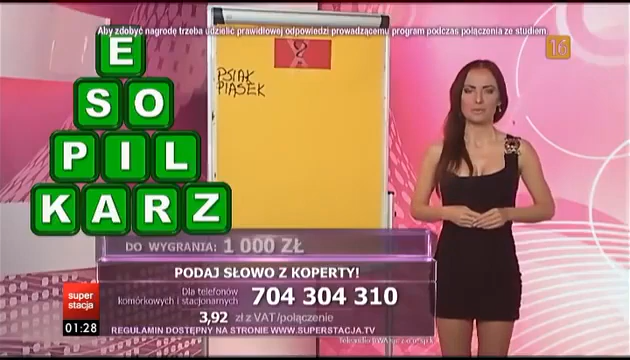 Aby zdobyć nagrodę trzeba udzielić prawidłowej odpowiedzi prowadzącemu program podczas połączenia ze studiem
16
E
SO
PIL
KARZ
PSIAK
PIASEK
DO WYGRANIA: 1 000 ZŁ
PODAJ SŁOWO Z KOPERTY!
Dla telefonów
komórkowych i stacjonarnych 704 304 310
3,92 zł z VAT/połączenie
REGULAMIN DOSTĘPNY NA STRONIE WWW.SUPERSTACJA.TV
super
stacja
01:28